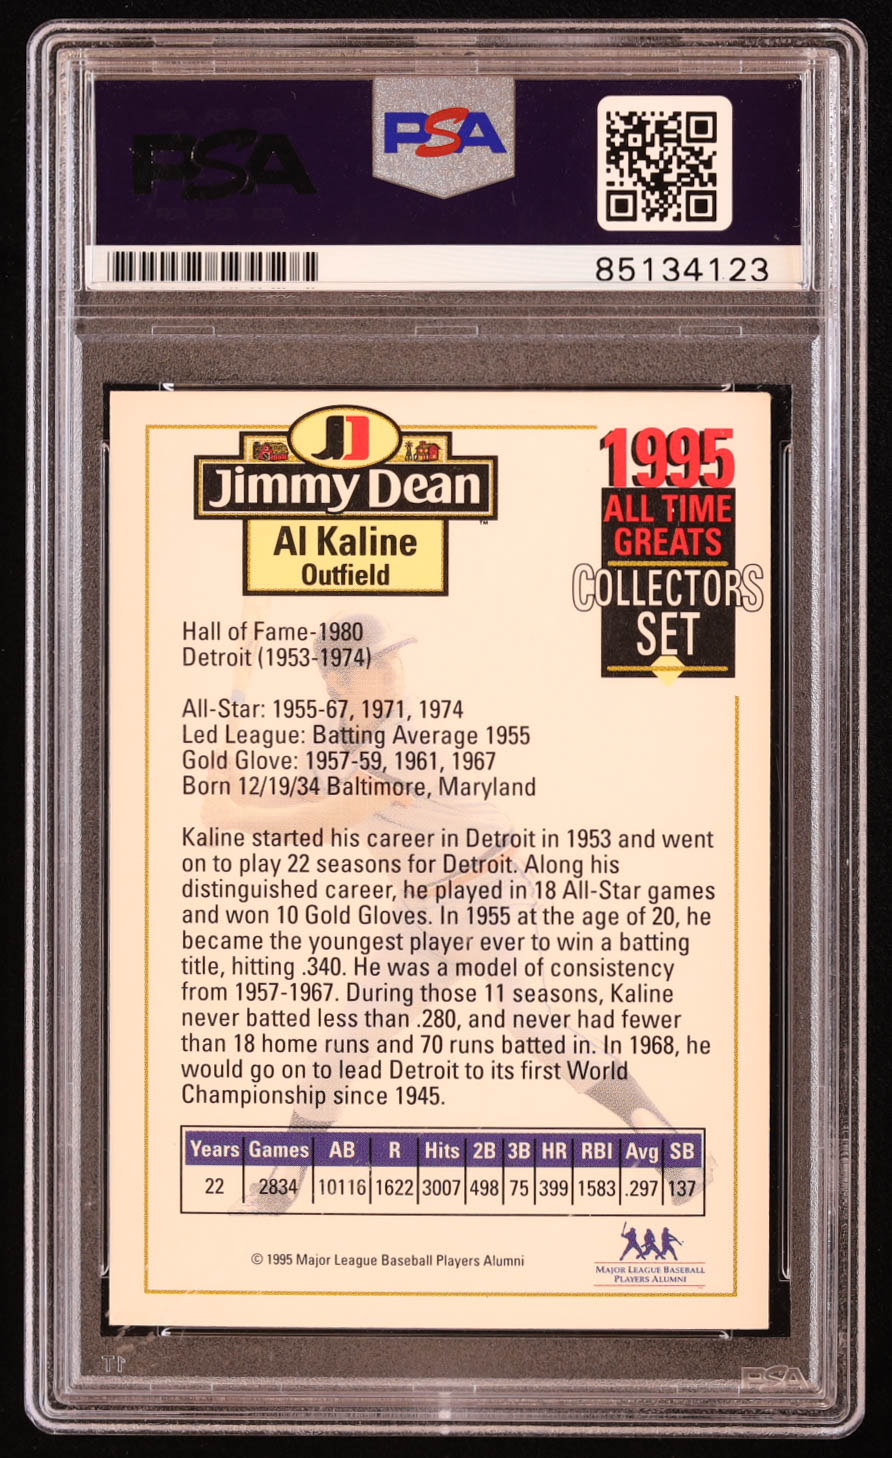 PSA
PSA
85134123
JD
Jimmy Dean
™
Al Kaline
Outfield
1995
ALL TIME
GREATS
COLLECTORS
SET
Hall of Fame-1980
Detroit (1953-1974)
All-Star: 1955-67, 1971, 1974
Led League: Batting Average 1955
Gold Glove: 1957-59, 1961, 1967
Born 12/19/34 Baltimore, Maryland
Kaline started his career in Detroit in 1953 and went
on to play 22 seasons for Detroit. Along his
distinguished career, he played in 18 All-Star games
and won 10 Gold Gloves. In 1955 at the age of 20, he
became the youngest player ever to win a batting
title, hitting .340. He was a model of consistency
from 1957-1967. During those 11 seasons, Kaline
never batted less than .280, and never had fewer
than 18 home runs and 70 runs batted in. In 1968, he
would go on to lead Detroit to its first World
Championship since 1945.
Years Games AB R Hits 2B 3B HR RBI Avg SB
22 2834 10116 1622 3007 498 75 399 1583 .297 137
© 1995 Major League Baseball Players Alumni
MAJOR LEAGUE BASEBALL
PLAYERS ALUMNI
PSA